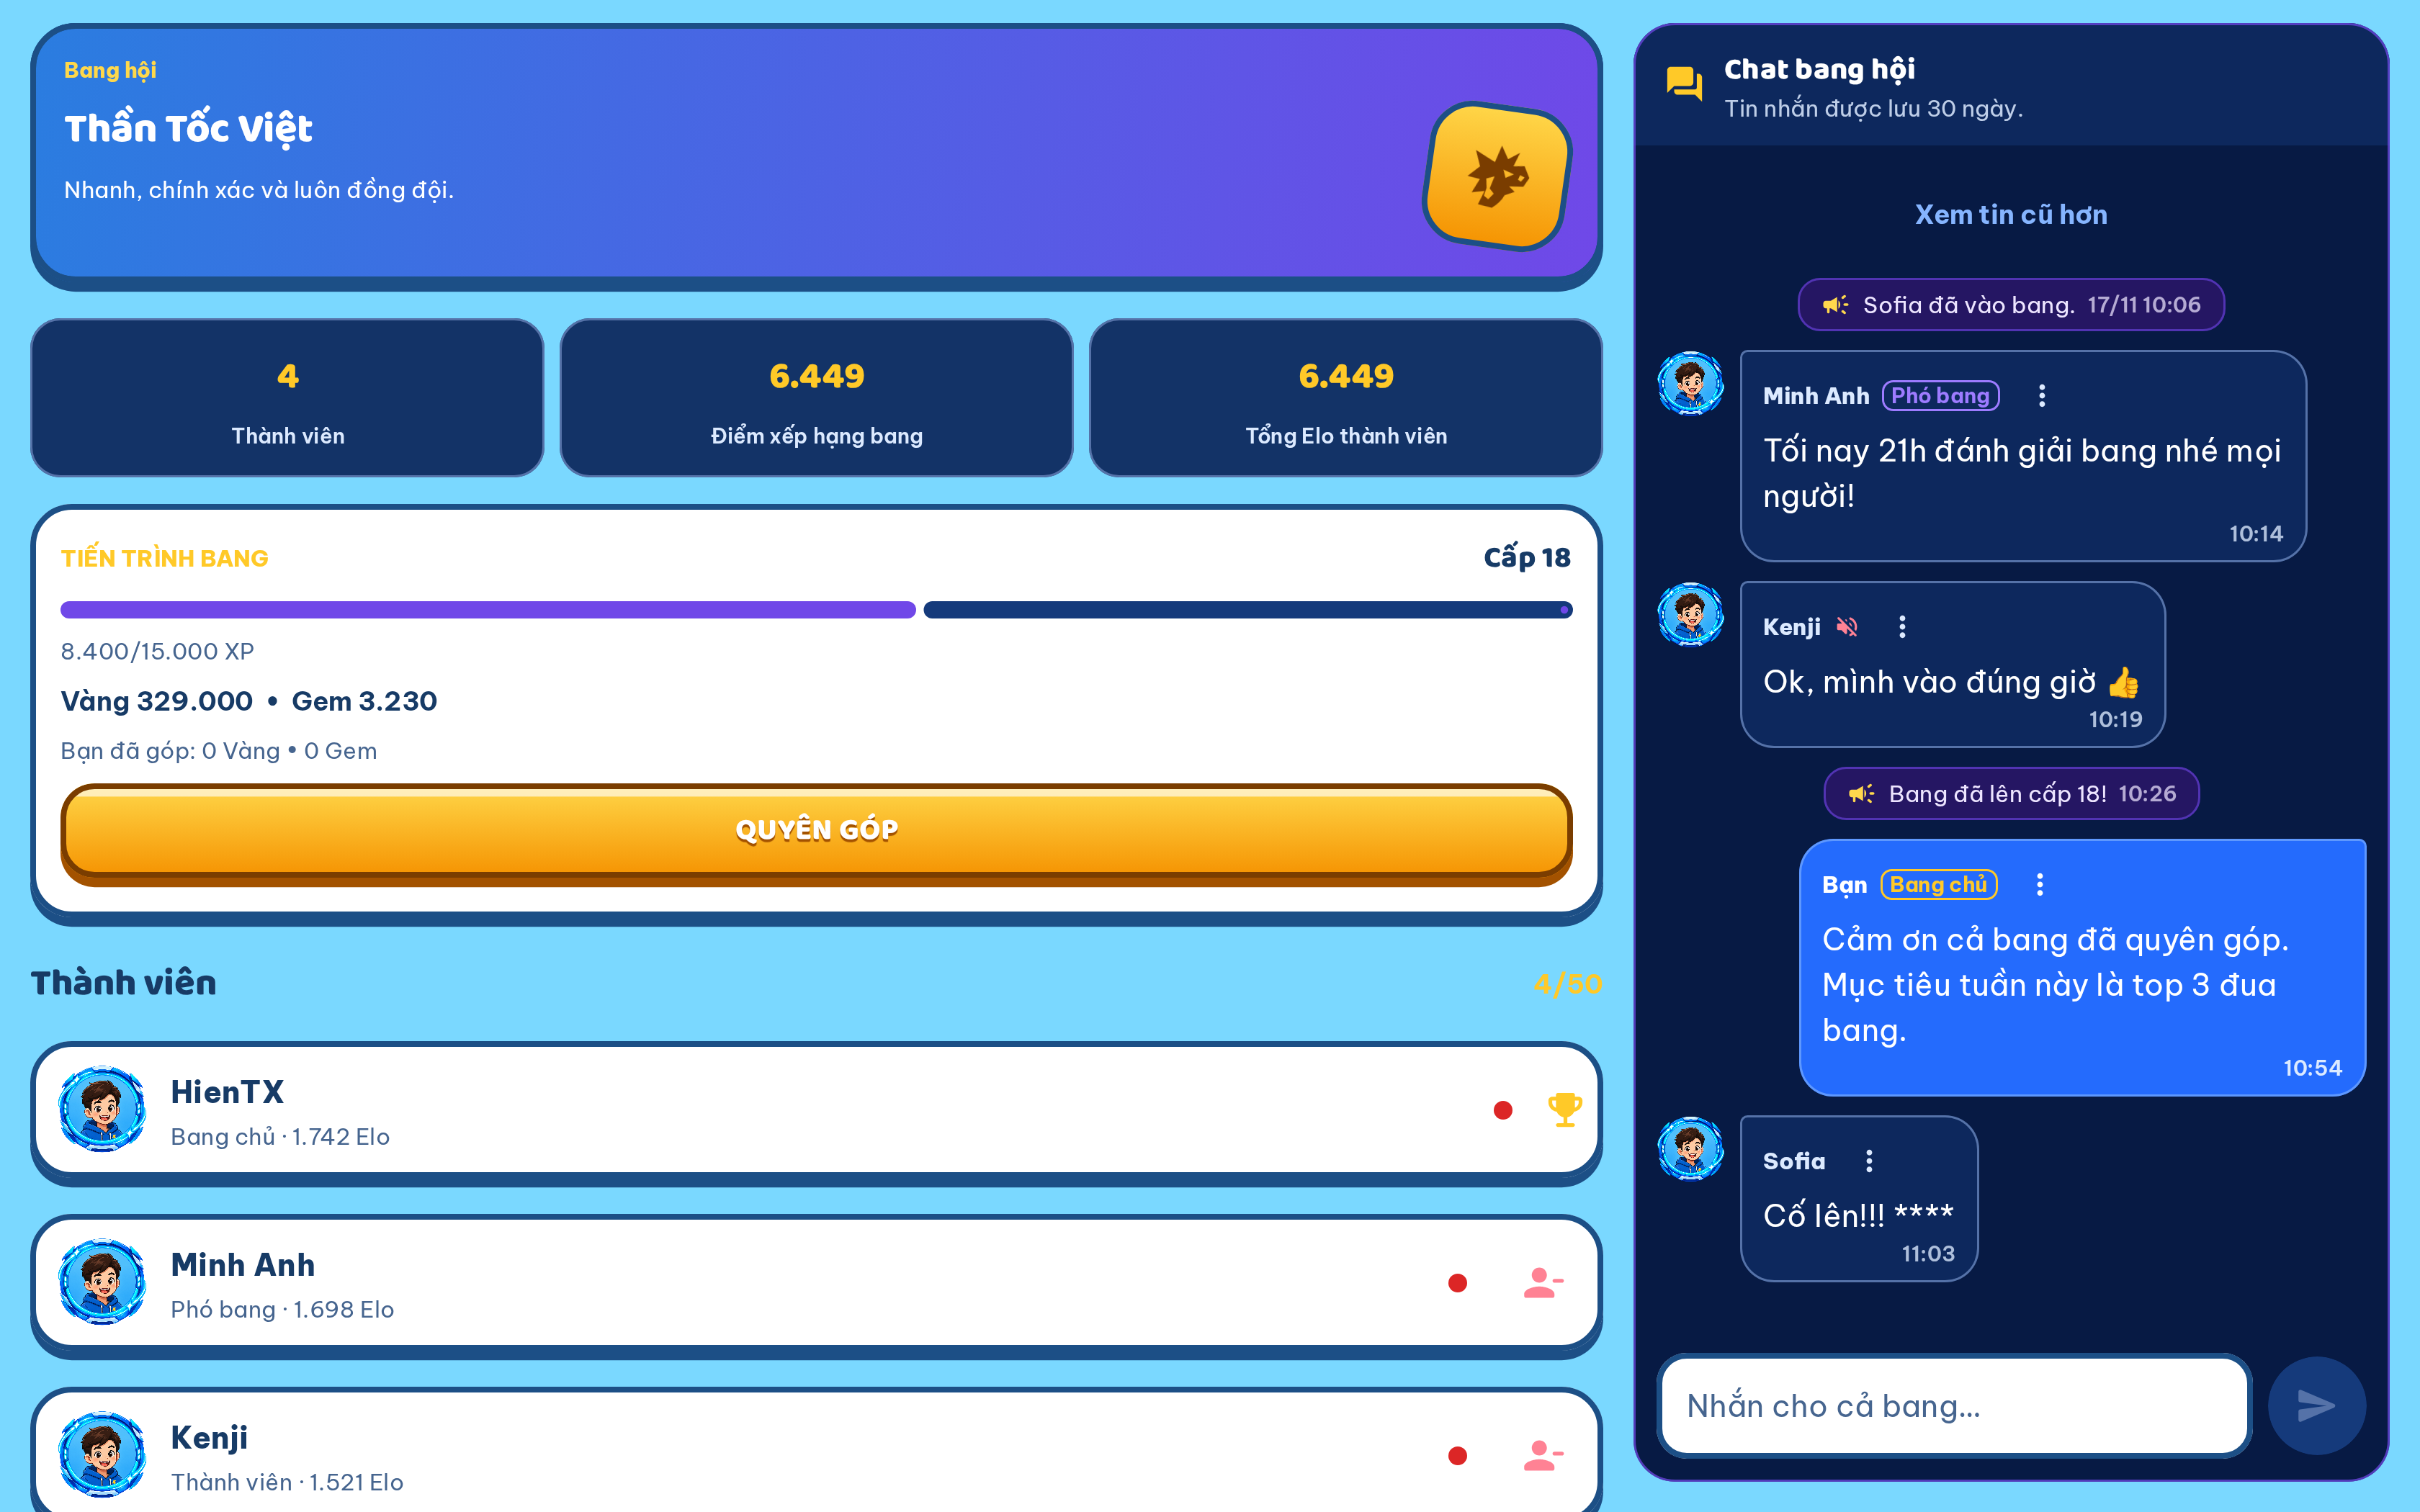 Bang hội
Thần Tốc Việt
Nhanh, chính xác và luôn đồng đội.
4
Thành viên
6.449
Điểm xếp hạng bang
6.449
Tổng Elo thành viên
TIẾN TRÌNH BANG
Cấp 18
8.400/15.000 XP
Vàng 329.000 • Gem 3.230
Bạn đã góp: 0 Vàng • 0 Gem
QUYÊN GÓP
Thành viên
4/50
HienTX
Bang chủ · 1.742 Elo
Minh Anh
Phó bang · 1.698 Elo
Kenji
Thành viên · 1.521 Elo
Chat bang hội
Tin nhắn được lưu 30 ngày.
Xem tin cũ hơn
Sofia đã vào bang. 17/11 10:06
Minh Anh Phó bang
Tối nay 21h đánh giải bang nhé mọi
người!
10:14
Kenji
Ok, mình vào đúng giờ 👍
10:19
Bang đã lên cấp 18! 10:26
Bạn Bang chủ
Cảm ơn cả bang đã quyên góp.
Mục tiêu tuần này là top 3 đua
bang.
10:54
Sofia
Cố lên!!! ****
11:03
Nhắn cho cả bang...